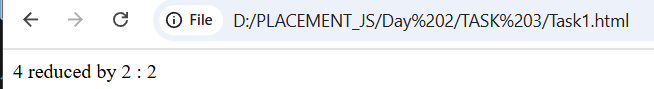 File D:/PLACEMENT_JS/Day%202/TASK%203/Task1.html
4 reduced by 2 : 2